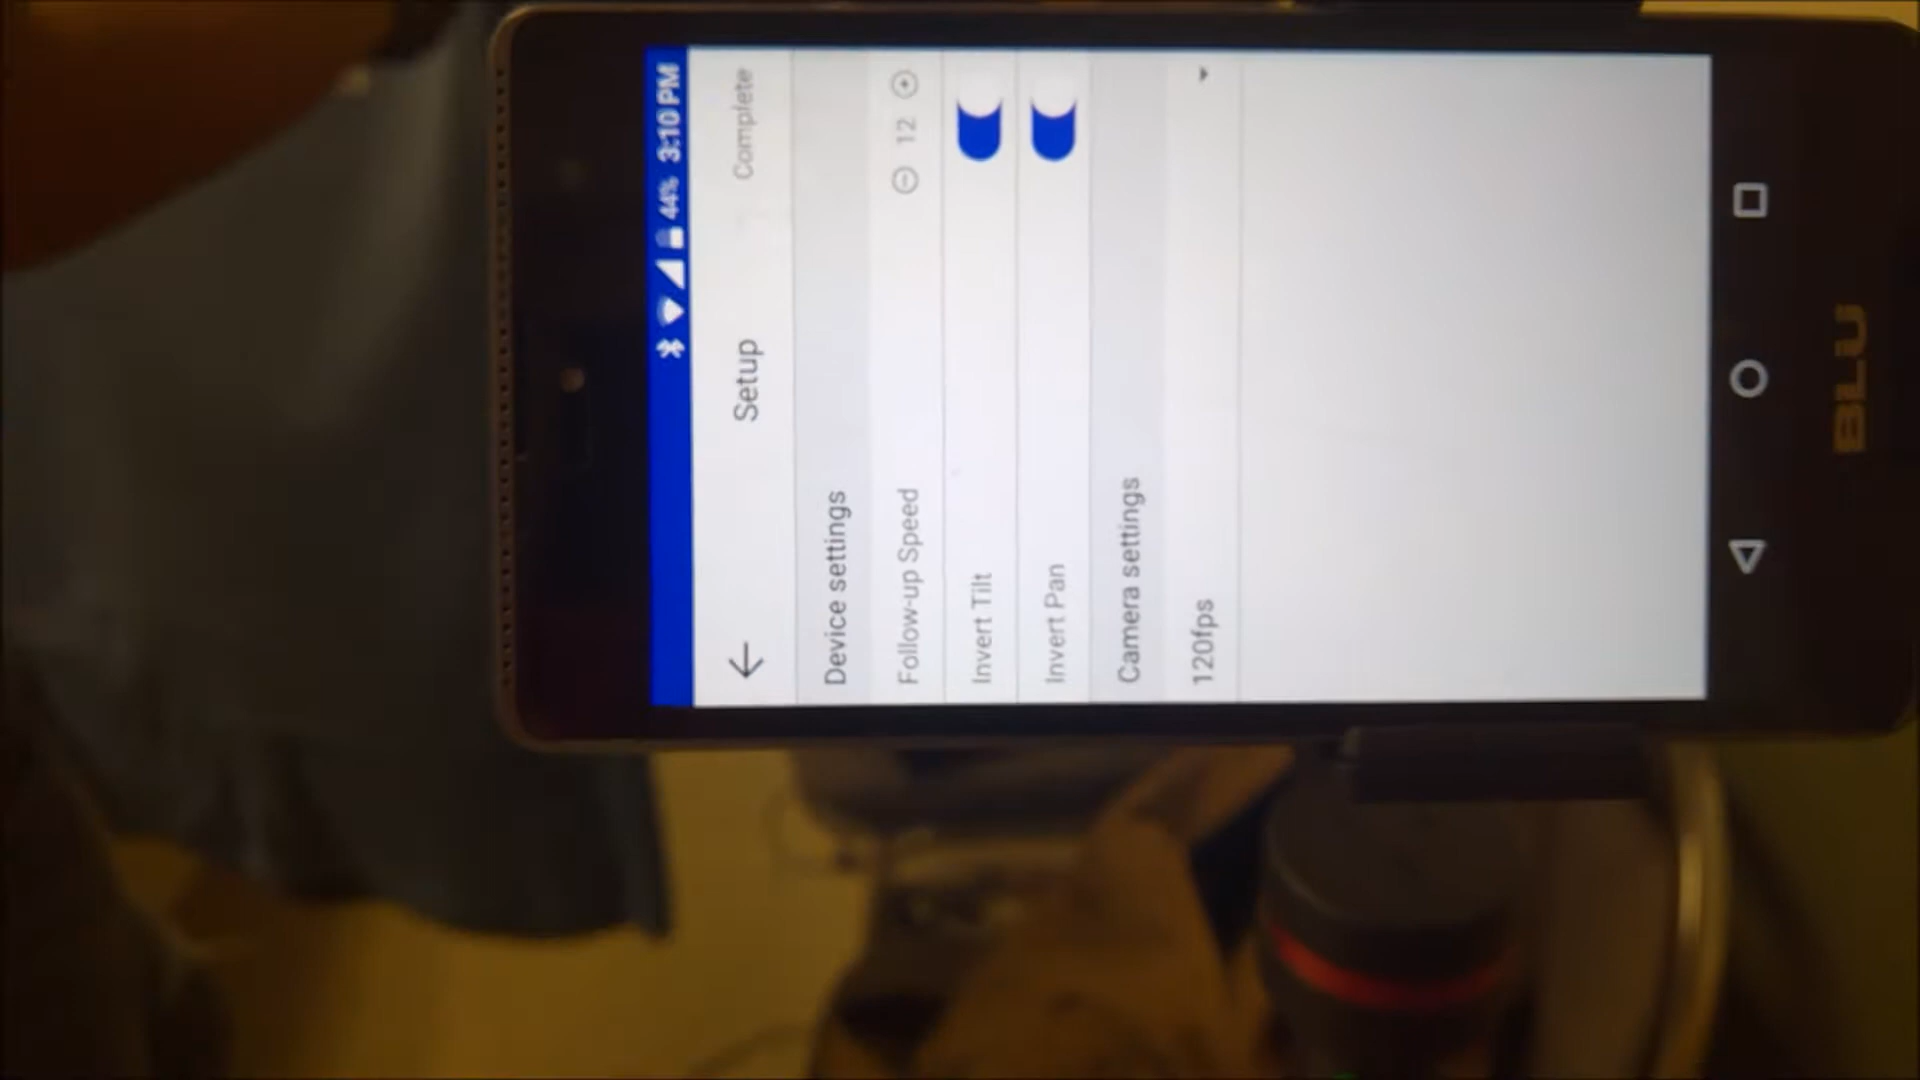 44% 3:10 PM
Setup Complete
Device settings
Follow-up Speed 12
Invert Tilt
Invert Pan
Camera settings
120fps
BLU